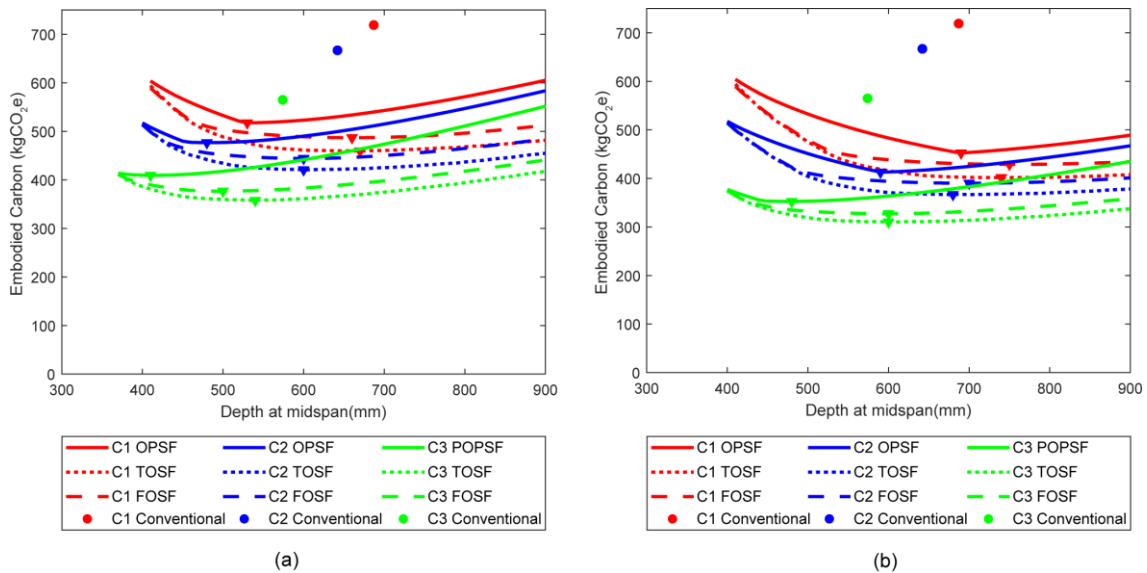 700
600
500
400
300
200
100
0
Embodied Carbon (kgCO2e)
300 400 500 600 700 800 900
Depth at midspan(mm)
C1 OPSF C2 OPSF C3 POPSF
C1 TOSF C2 TOSF C3 TOSF
C1 FOSF C2 FOSF C3 FOSF
C1 Conventional C2 Conventional C3 Conventional
(a)
700
600
500
400
300
200
100
0
Embodied Carbon (kgCO2e)
300 400 500 600 700 800 900
Depth at midspan(mm)
C1 OPSF C2 OPSF C3 POPSF
C1 TOSF C2 TOSF C3 TOSF
C1 FOSF C2 FOSF C3 FOSF
C1 Conventional C2 Conventional C3 Conventional
(b)